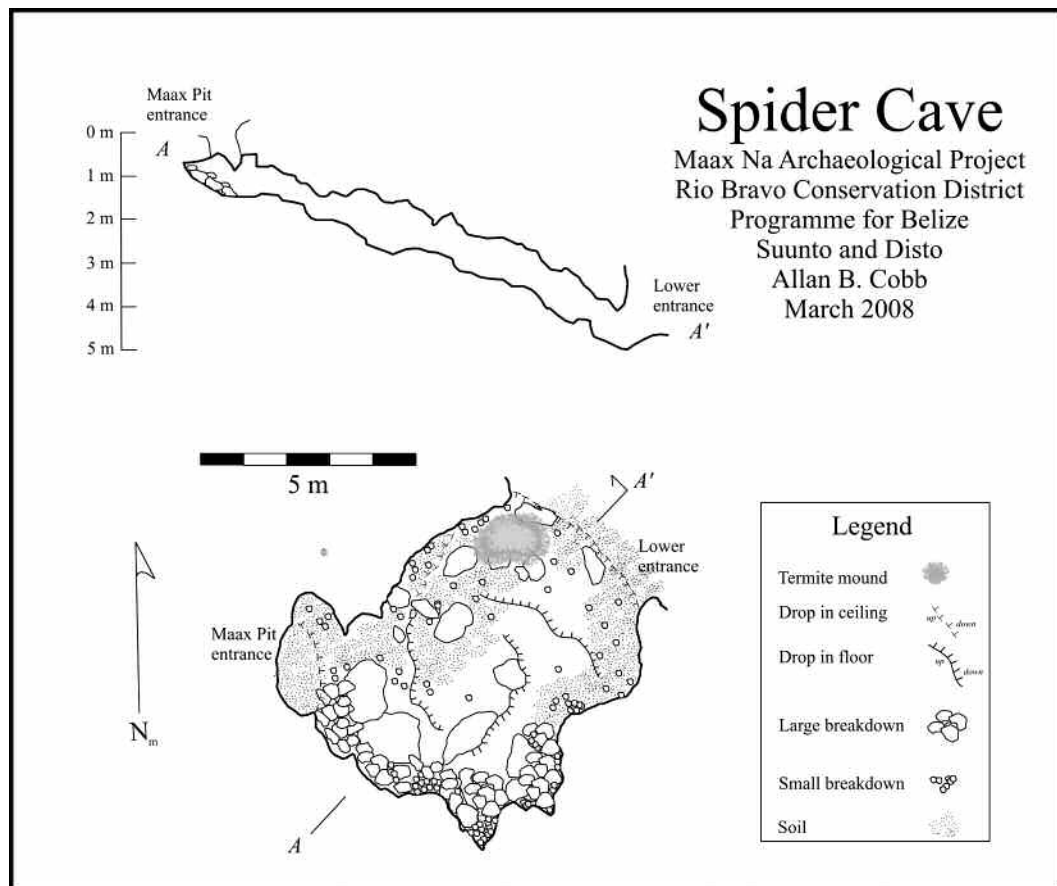 Spider Cave
Maax Na Archaeological Project
Rio Bravo Conservation District
Programme for Belize
Suunto and Disto
Allan B. Cobb
March 2008
Maax Pit
entrance
A
0 m
1 m
2 m
3 m
4 m
5 m
Lower
entrance
A'
5 m
A'
Lower
entrance
Maax Pit
entrance
Nm
A
Legend
Termite mound
Drop in ceiling
up
down
Drop in floor
up
down
Large breakdown
Small breakdown
Soil